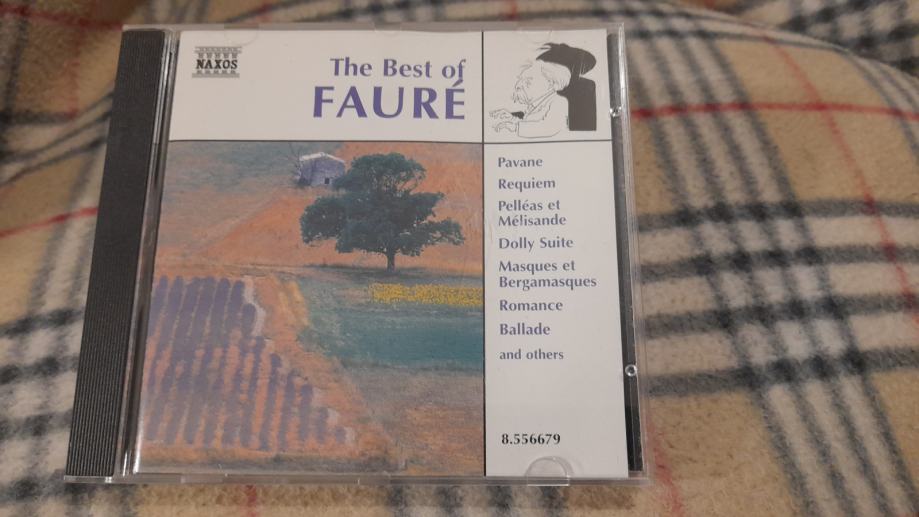 NAXOS
The Best of
FAURÉ
Pavane
Requiem
Pelléas et
Mélisande
Dolly Suite
Masques et
Bergamasques
Romance
Ballade
and others
8.556679